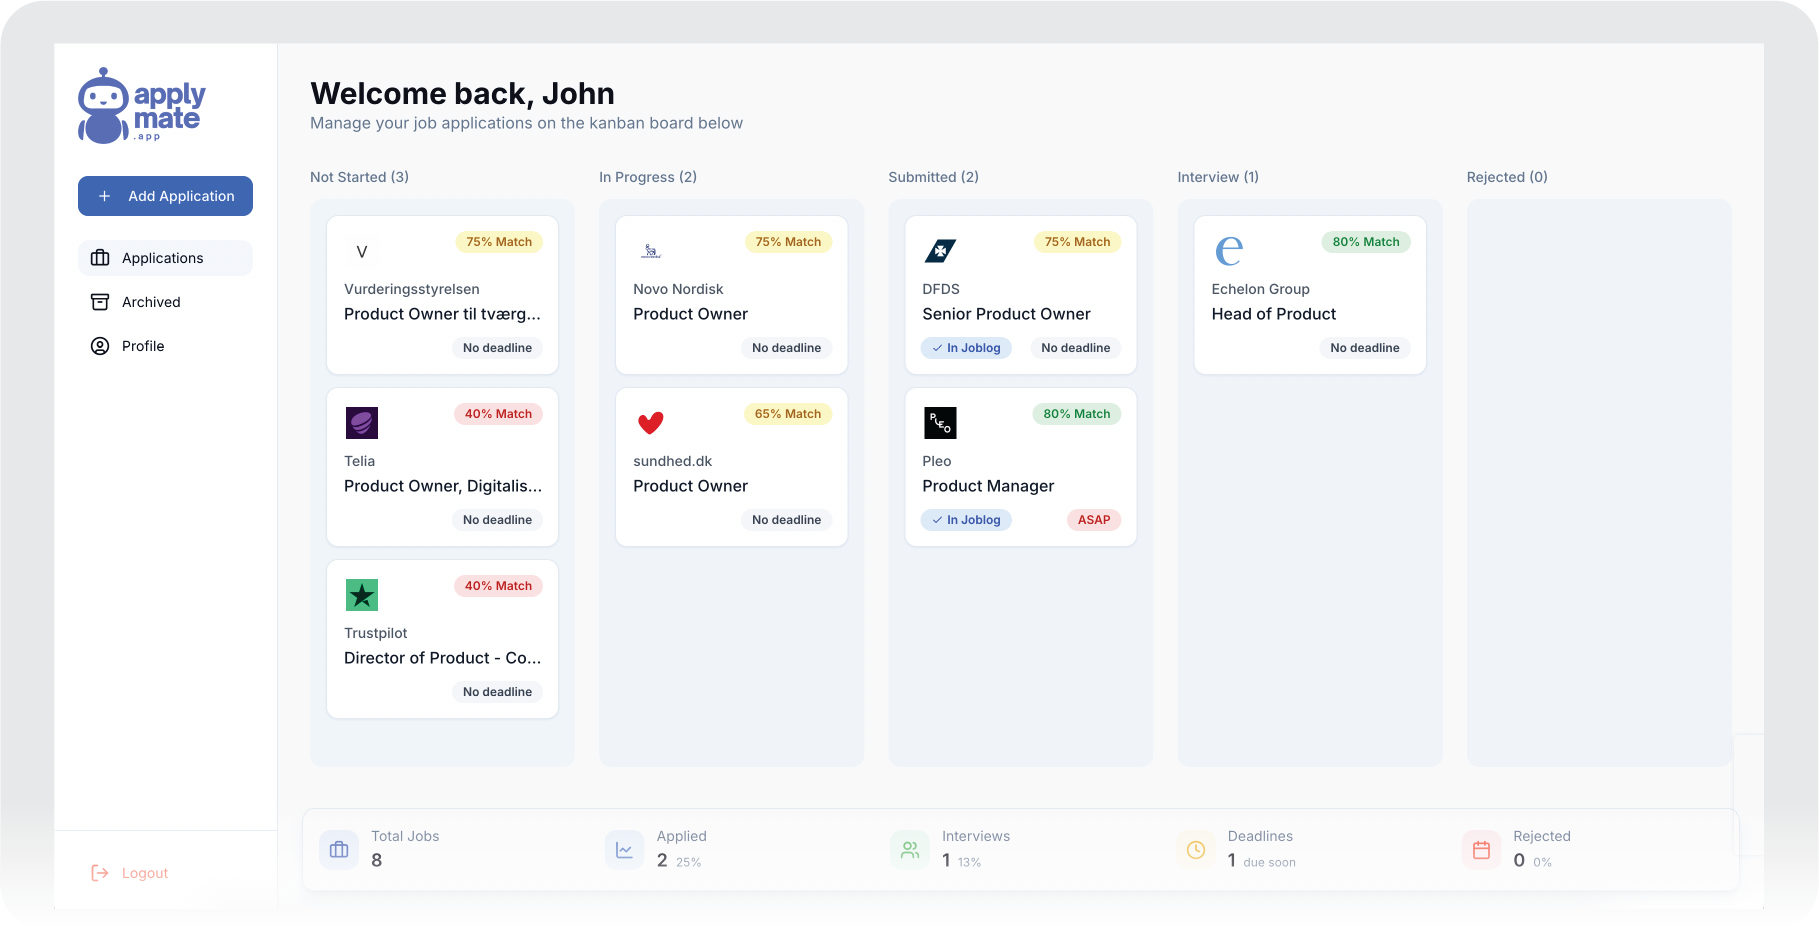 apply
mate
.app
Add Application
Applications
Archived
Profile
Logout
Welcome back, John
Manage your job applications on the kanban board below
Not Started (3)
V
75% Match
Vurderingsstyrelsen
Product Owner til tværg...
No deadline
40% Match
Telia
Product Owner, Digitalis...
No deadline
40% Match
Trustpilot
Director of Product - Co...
No deadline
In Progress (2)
75% Match
Novo Nordisk
Product Owner
No deadline
65% Match
sundhed.dk
Product Owner
No deadline
Submitted (2)
75% Match
DFDS
Senior Product Owner
In Joblog No deadline
PLEO
80% Match
Pleo
Product Manager
In Joblog ASAP
Interview (1)
e
80% Match
Echelon Group
Head of Product
No deadline
Rejected (0)
Total Jobs
8
Applied
2 25%
Interviews
1 13%
Deadlines
1 due soon
Rejected
0 0%